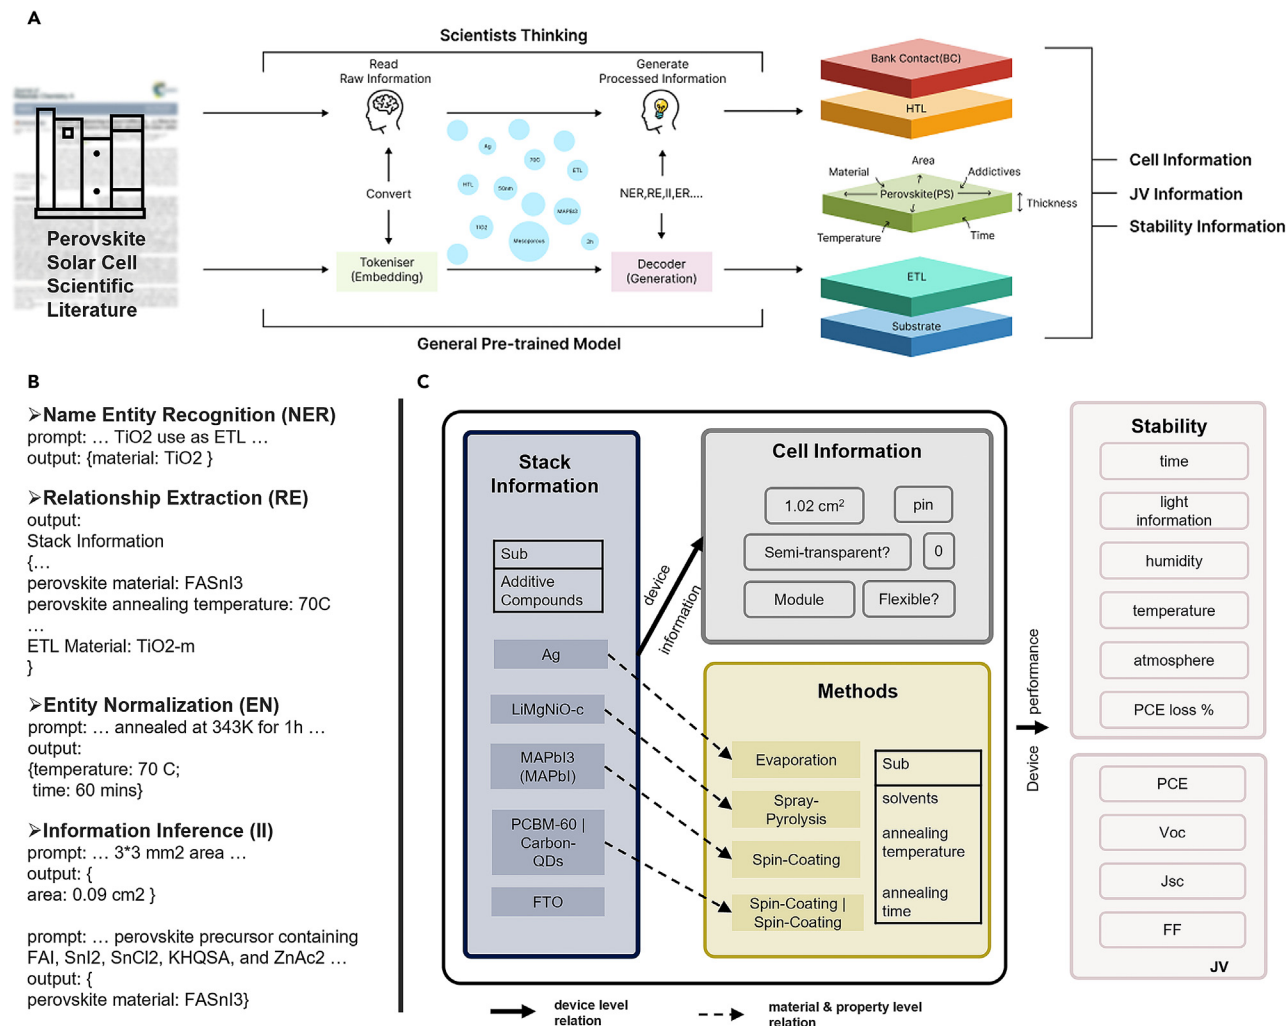 A
Scientists Thinking
Read
Raw Information
Generate
Processed Information
Convert
NER,RE,II,ER....
Tokeniser
(Embedding)
Decoder
(Generation)
General Pre-trained Model
Perovskite
Solar Cell
Scientific
Literature
Ag
70C
ETL
HTL
50nm
MAPbI3
TiO2
Mesoporous
2h
Bank Contact(BC)
HTL
Area
Material
Addictives
Perovskite(PS)
Thickness
Temperature
Time
ETL
Substrate
Cell Information
JV Information
Stability Information
B
➢Name Entity Recognition (NER)
prompt: … TiO2 use as ETL …
output: {material: TiO2 }
➢Relationship Extraction (RE)
output:
Stack Information
{…
perovskite material: FASnI3
perovskite annealing temperature: 70C
…
ETL Material: TiO2-m
}
➢Entity Normalization (EN)
prompt: … annealed at 343K for 1h …
output:
{temperature: 70 C;
time: 60 mins}
➢Information Inference (II)
prompt: … 3*3 mm2 area …
output: {
area: 0.09 cm2 }
prompt: … perovskite precursor containing
FAI, SnI2, SnCl2, KHQSA, and ZnAc2 …
output: {
perovskite material: FASnI3}
C
Stack
Information
Sub
Additive
Compounds
Ag
LiMgNiO-c
MAPbI3
(MAPbI)
PCBM-60 |
Carbon-
QDs
FTO
device
information
Cell Information
1.02 cm²
pin
Semi-transparent?
0
Module
Flexible?
Methods
Evaporation
Spray-
Pyrolysis
Spin-Coating
Spin-Coating |
Spin-Coating
Sub
solvents
annealing
temperature
annealing
time
Device performance
Stability
time
light
information
humidity
temperature
atmosphere
PCE loss %
PCE
Voc
Jsc
FF
JV
device level
relation
material & property level
relation